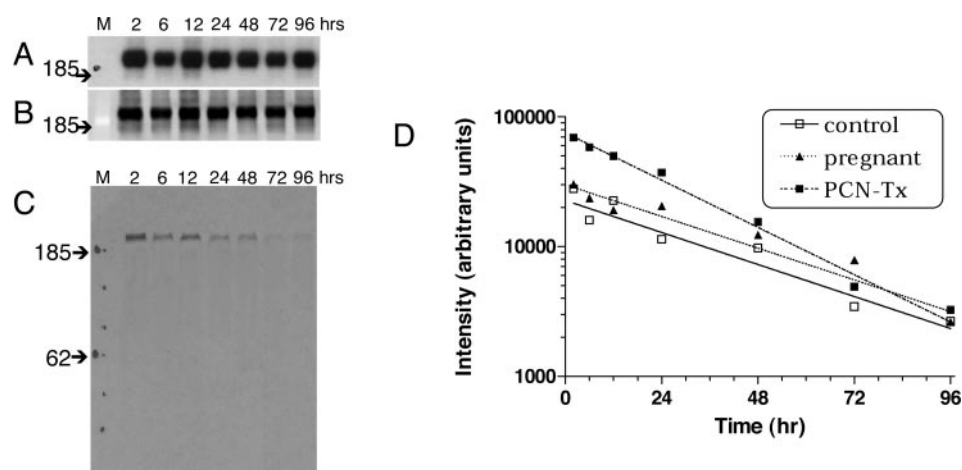 M 2 6 12 24 48 72 96 hrs
A
185
B
185
M 2 6 12 24 48 72 96 hrs
C
185
62
D
100000
10000
1000
Intensity (arbitrary units)
0 24 48 72 96
Time (hr)
control
pregnant
PCN-Tx